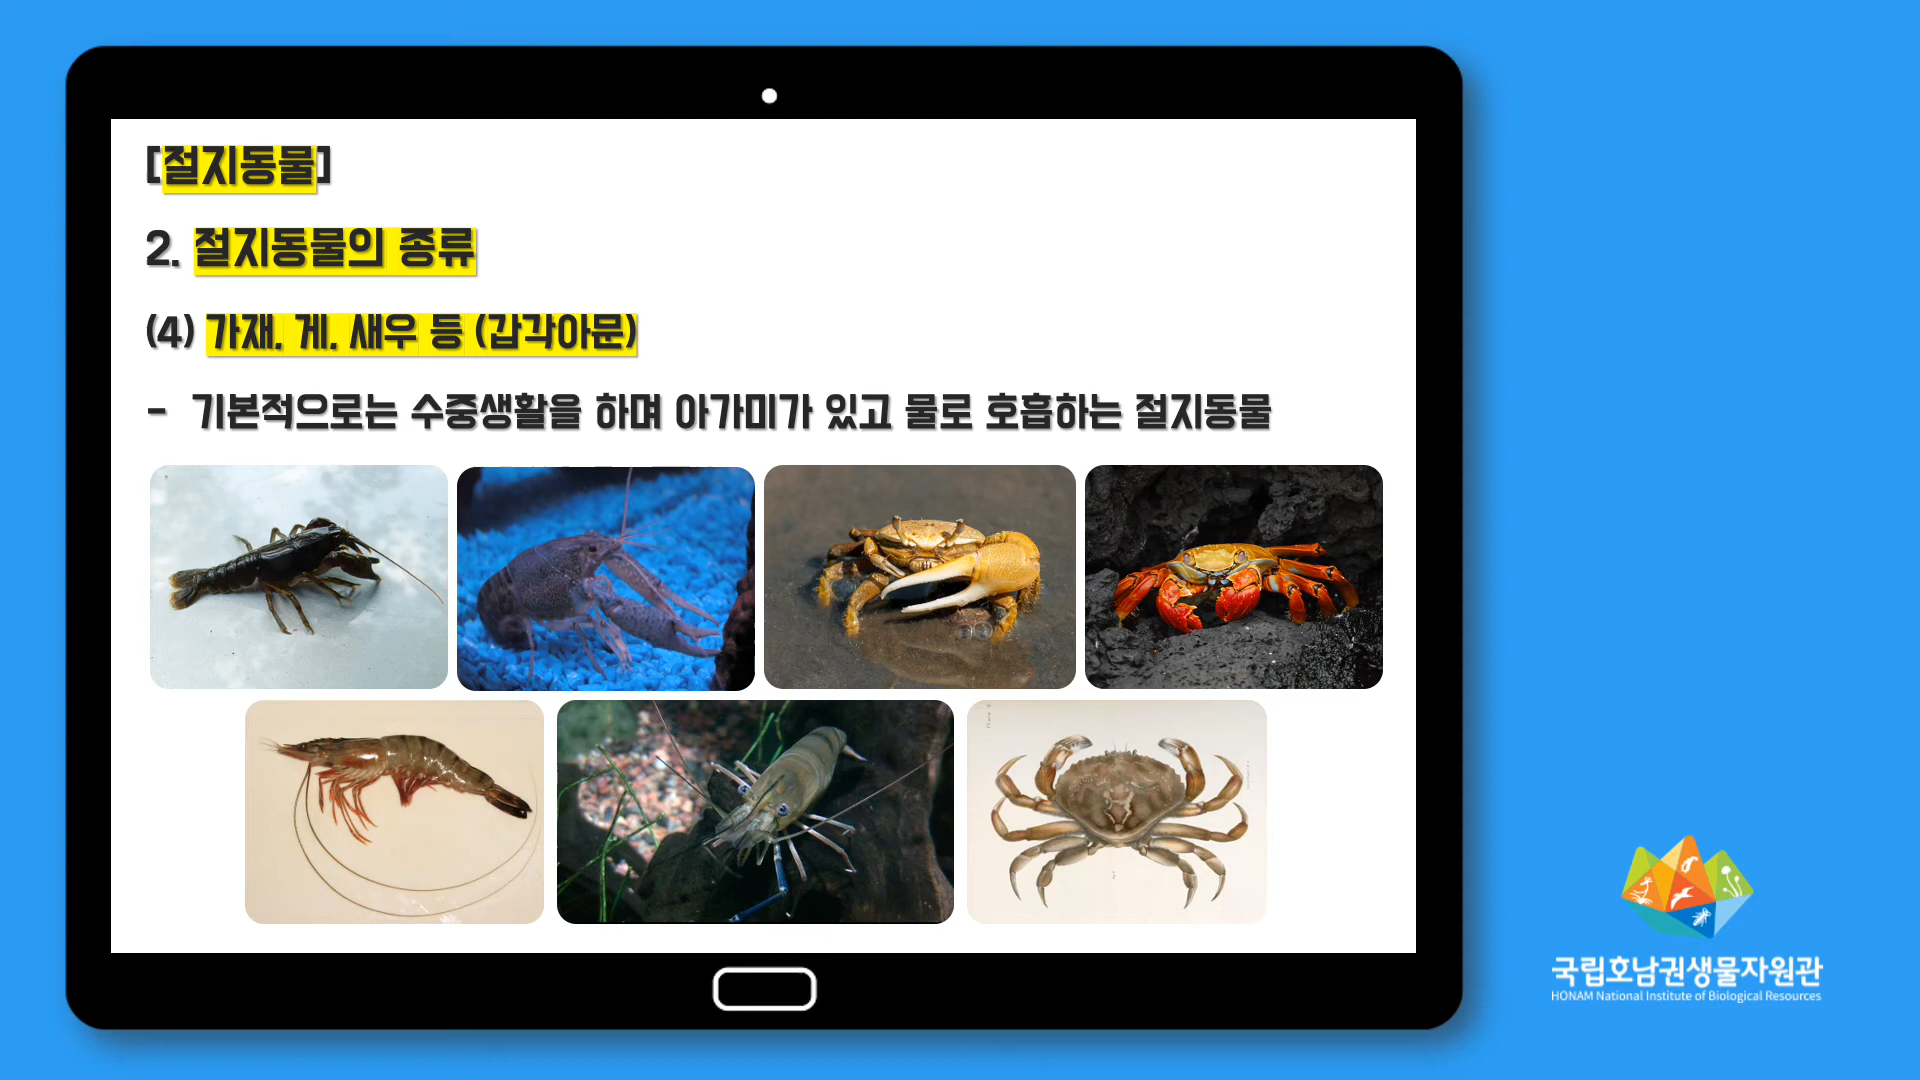 [절지동물]
2. 절지동물의 종류
(4) 가재, 게, 새우 등 (갑각아문)
- 기본적으로는 수중생활을 하며 아가미가 있고 물로 호흡하는 절지동물
국립호남권생물자원관
HONAM National Institute of Biological Resources